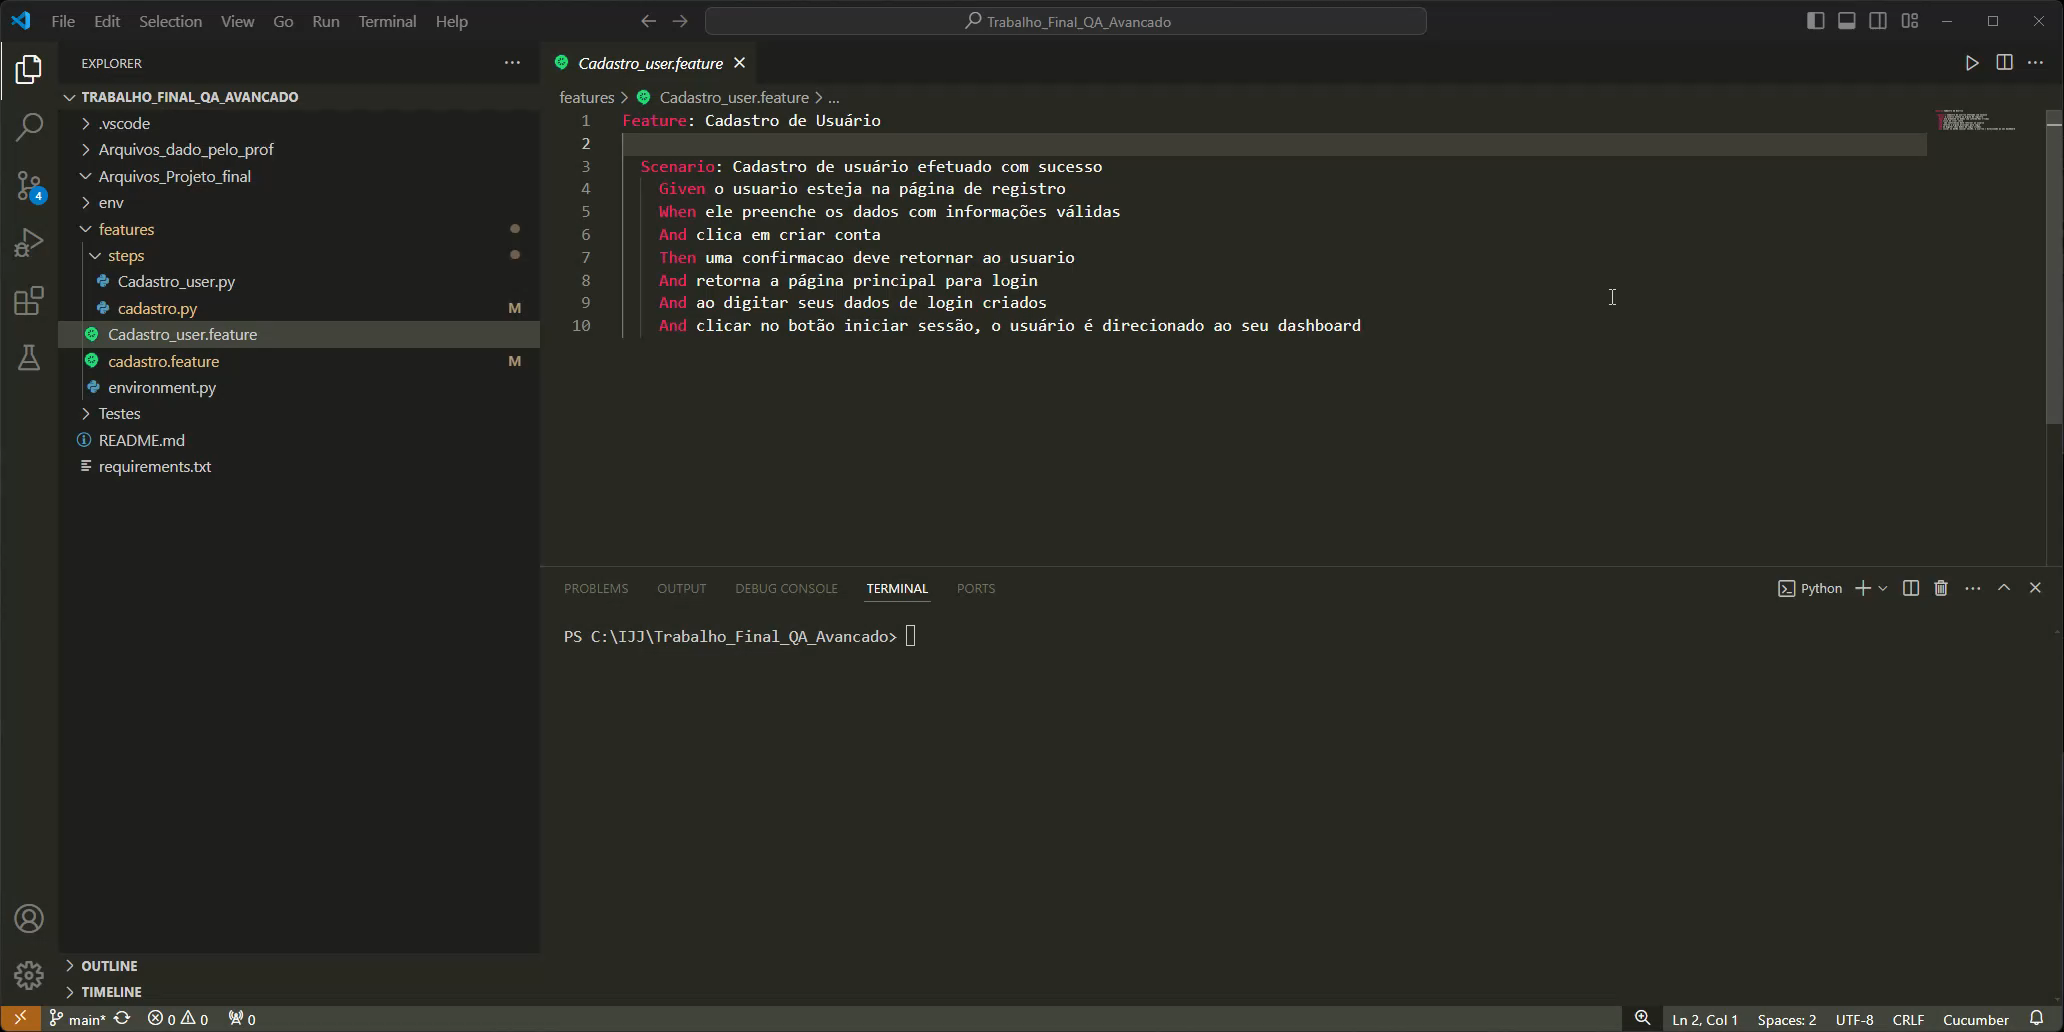 File Edit Selection View Go Run Terminal Help
Trabalho_Final_QA_Avancado
EXPLORER
TRABALHO_FINAL_QA_AVANCADO
.vscode
Arquivos_dado_pelo_prof
Arquivos_Projeto_final
env
features
steps
Cadastro_user.py
cadastro.py M
Cadastro_user.feature
cadastro.feature M
environment.py
Testes
README.md
requirements.txt
OUTLINE
TIMELINE
4
Cadastro_user.feature
features > Cadastro_user.feature > ...
1 Feature: Cadastro de Usuário
2
3 Scenario: Cadastro de usuário efetuado com sucesso
4 Given o usuario esteja na página de registro
5 When ele preenche os dados com informações válidas
6 And clica em criar conta
7 Then uma confirmacao deve retornar ao usuario
8 And retorna a página principal para login
9 And ao digitar seus dados de login criados
10 And clicar no botão iniciar sessão, o usuário é direcionado ao seu dashboard
PROBLEMS OUTPUT DEBUG CONSOLE TERMINAL PORTS
Python
PS C:\IJJ\Trabalho_Final_QA_Avancado>
main* 0 0 0
Ln 2, Col 1 Spaces: 2 UTF-8 CRLF Cucumber